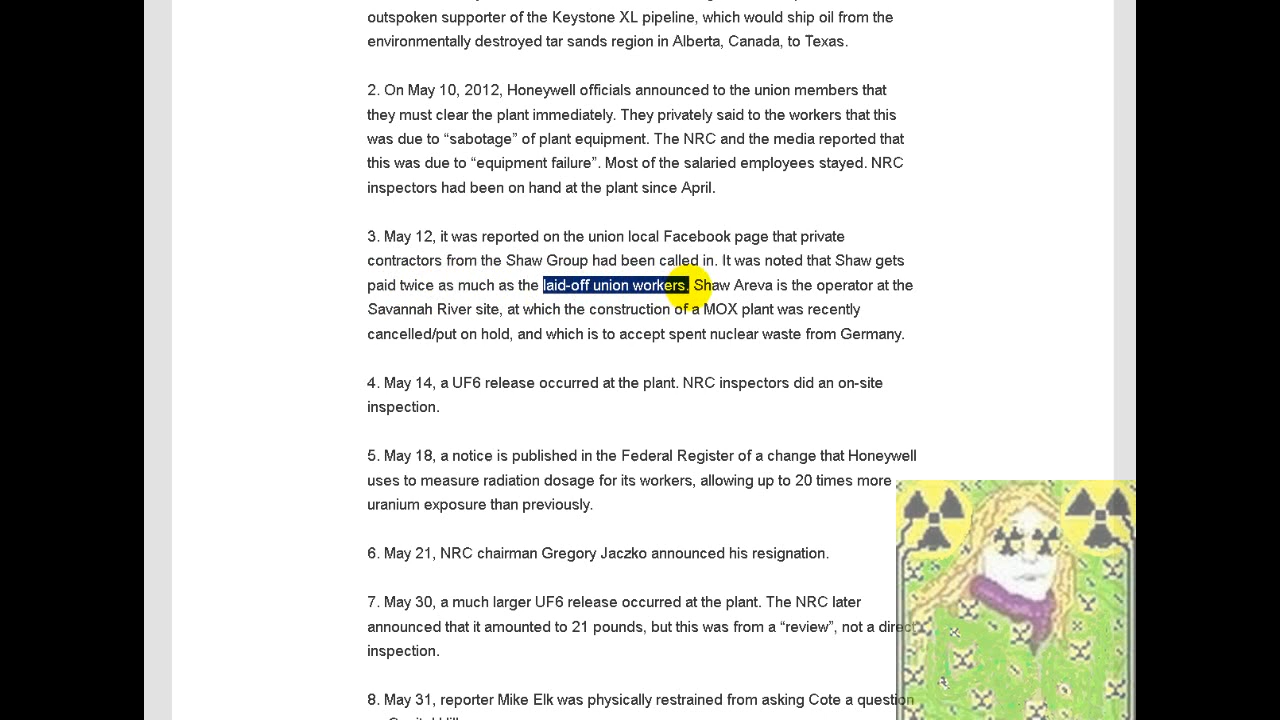 outspoken supporter of the Keystone XL pipeline, which would ship oil from the
environmentally destroyed tar sands region in Alberta, Canada, to Texas.
2. On May 10, 2012, Honeywell officials announced to the union members that
they must clear the plant immediately. They privately said to the workers that this
was due to “sabotage” of plant equipment. The NRC and the media reported that
this was due to “equipment failure”. Most of the salaried employees stayed. NRC
inspectors had been on hand at the plant since April.
3. May 12, it was reported on the union local Facebook page that private
contractors from the Shaw Group had been called in. It was noted that Shaw gets
paid twice as much as the laid-off union workers. Shaw Areva is the operator at the
Savannah River site, at which the construction of a MOX plant was recently
cancelled/put on hold, and which is to accept spent nuclear waste from Germany.
4. May 14, a UF6 release occurred at the plant. NRC inspectors did an on-site
inspection.
5. May 18, a notice is published in the Federal Register of a change that Honeywell
uses to measure radiation dosage for its workers, allowing up to 20 times more
uranium exposure than previously.
6. May 21, NRC chairman Gregory Jaczko announced his resignation.
7. May 30, a much larger UF6 release occurred at the plant. The NRC later
announced that it amounted to 21 pounds, but this was from a “review”, not a direct
inspection.
8. May 31, reporter Mike Elk was physically restrained from asking Cote a question